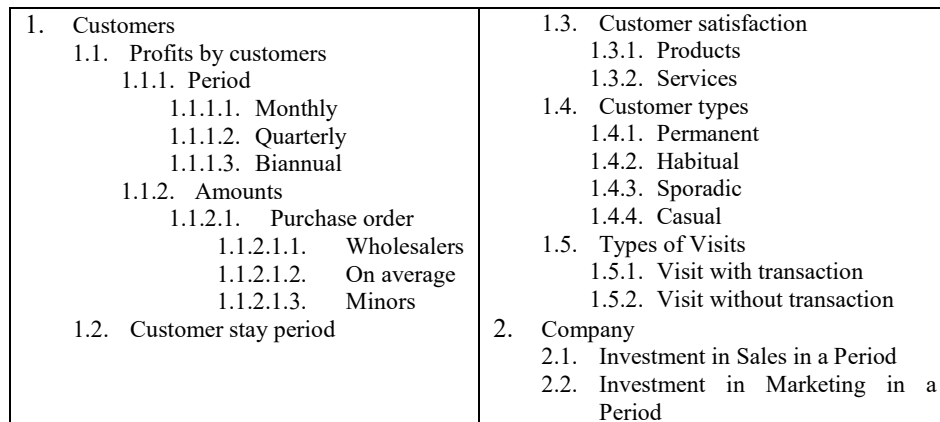 1. Customers
1.1. Profits by customers
1.1.1. Period
1.1.1.1. Monthly
1.1.1.2. Quarterly
1.1.1.3. Biannual
1.1.2. Amounts
1.1.2.1. Purchase order
1.1.2.1.1. Wholesalers
1.1.2.1.2. On average
1.1.2.1.3. Minors
1.2. Customer stay period
1.3. Customer satisfaction
1.3.1. Products
1.3.2. Services
1.4. Customer types
1.4.1. Permanent
1.4.2. Habitual
1.4.3. Sporadic
1.4.4. Casual
1.5. Types of Visits
1.5.1. Visit with transaction
1.5.2. Visit without transaction
2. Company
2.1. Investment in Sales in a Period
2.2. Investment in Marketing in a
Period